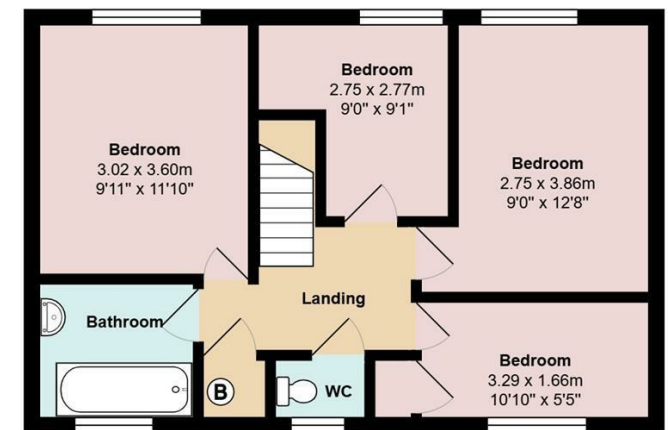 Bedroom
3.02 x 3.60m
9'11" x 11'10"
Bedroom
2.75 x 2.77m
9'0" x 9'1"
Bedroom
2.75 x 3.86m
9'0" x 12'8"
Landing
Bathroom
B
WC
Bedroom
3.29 x 1.66m
10'10" x 5'5"